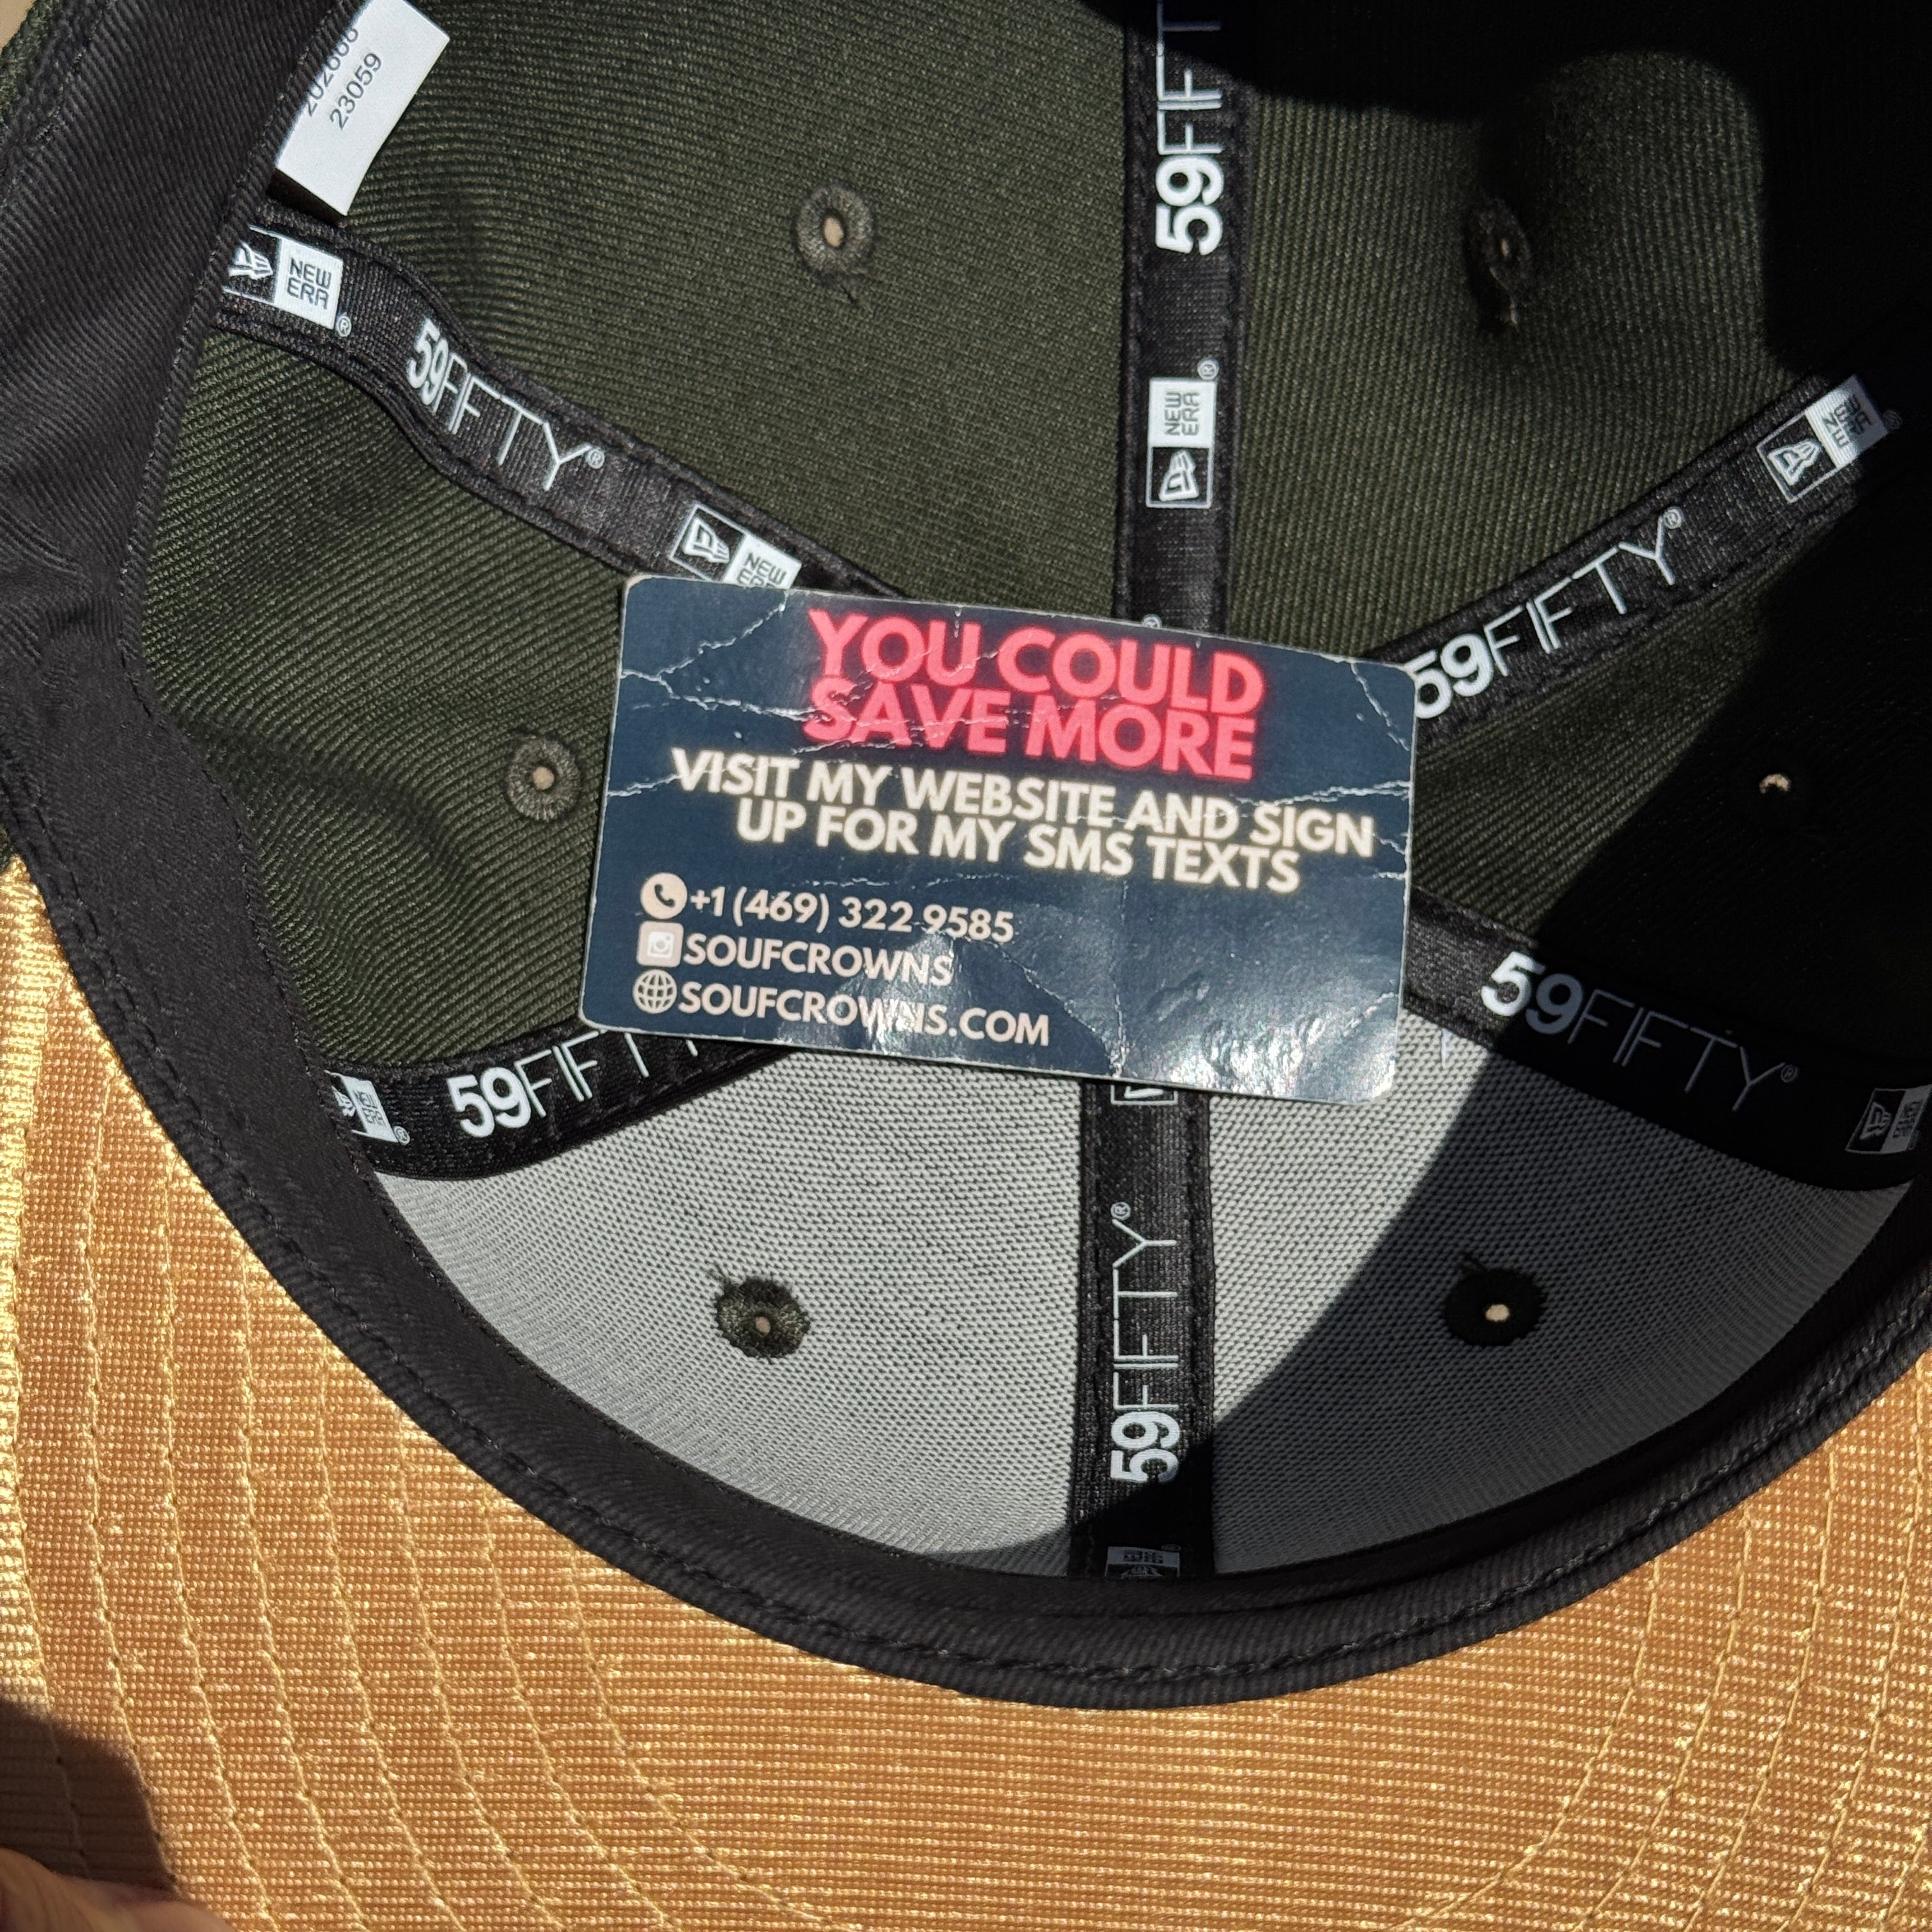 23059
NEW
ERA
59FIFTY®
NEW
59FIFTY
NEW
ERA
59FIFTY®
YOU COULD
SAVE MORE
VISIT MY WEBSITE AND SIGN
UP FOR MY SMS TEXTS
+1 (469) 322 9585
SOUFCROWNS
SOUFCROWNS.COM
59FIFTY
59FIFTY®
59FIFTY®